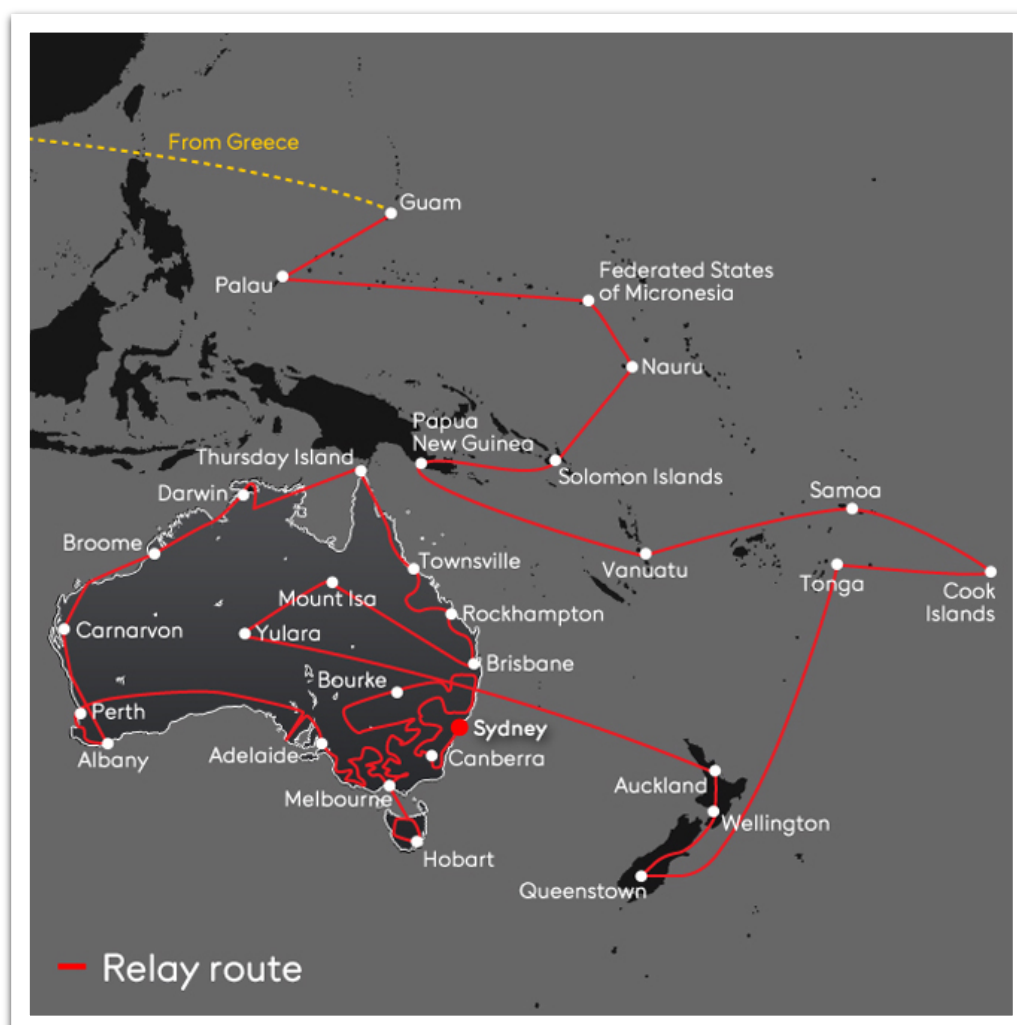 From Greece
Guam
Palau
Federated States
of Micronesia
Nauru
Papua
New Guinea
Solomon Islands
Thursday Island
Darwin
Samoa
Broome
Townsville
Vanuatu
Tonga
Cook
Islands
Mount Isa
Rockhampton
Carnarvon
Yulara
Brisbane
Bourke
Perth
Sydney
Albany
Adelaide
Canberra
Auckland
Melbourne
Wellington
Hobart
Queenstown
Relay route